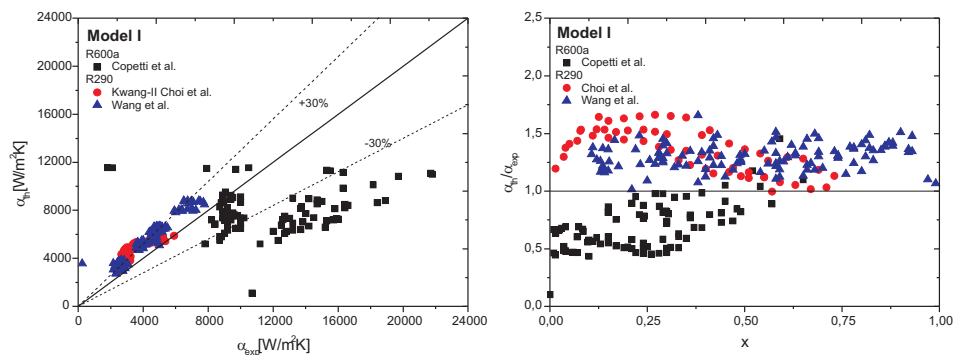 Model I
R600a
Copetti et al.
R290
Kwang-Il Choi et al.
Wang et al.
+30%
-30%
24000
20000
16000
12000
8000
4000
0
αth[W/m²K]
0 4000 8000 12000 16000 20000 24000
αexp[W/m²K]
Model I
R600a
Copetti et al.
R290
Choi et al.
Wang et al.
2,5
2,0
1,5
1,0
0,5
0,0
αth/αexp
0,00 0,25 0,50 0,75 1,00
x